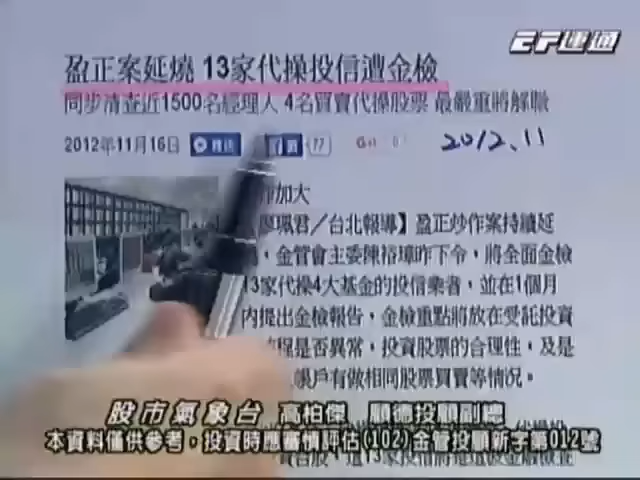 EF運通
盈正案延燒 13家代操投信遭金檢
同步清查近1500名經理人 4名買賣代操股票 最嚴重將解職
2012年11月16日 77 G+1 0
2012.11
作加大
廖珮君／台北報導】盈正炒作案持續延
，金管會主委陳裕璋昨下令，將全面金檢
13家代操4大基金的投信業者，並在1個月
內提出金檢報告，金檢重點將放在受託投資
程是否異常，投資股票的合理性，及是
帳戶有做相同股票買賣等情況。
股市氣象台 高柏傑 顧德投顧副總
本資料僅供參考，投資時應審慎評估(102)金管投顧新字第012號